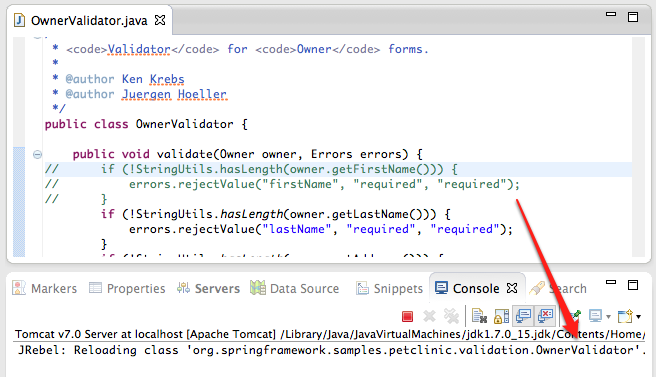 OwnerValidator.java
* <code>Validator</code> for <code>Owner</code> forms.
*
* @author Ken Krebs
* @author Juergen Hoeller
*/
public class OwnerValidator {
public void validate(Owner owner, Errors errors) {
// if (!StringUtils.hasLength(owner.getFirstName())) {
// errors.rejectValue("firstName", "required", "required");
// }
if (!StringUtils.hasLength(owner.getLastName())) {
errors.rejectValue("lastName", "required", "required");
}
Markers Properties Servers Data Source Snippets Console Search
Tomcat v7.0 Server at localhost [Apache Tomcat] /Library/Java/JavaVirtualMachines/jdk1.7.0_15.jdk/Contents/Home/
JRebel: Reloading class 'org.springframework.samples.petclinic.validation.OwnerValidator'.